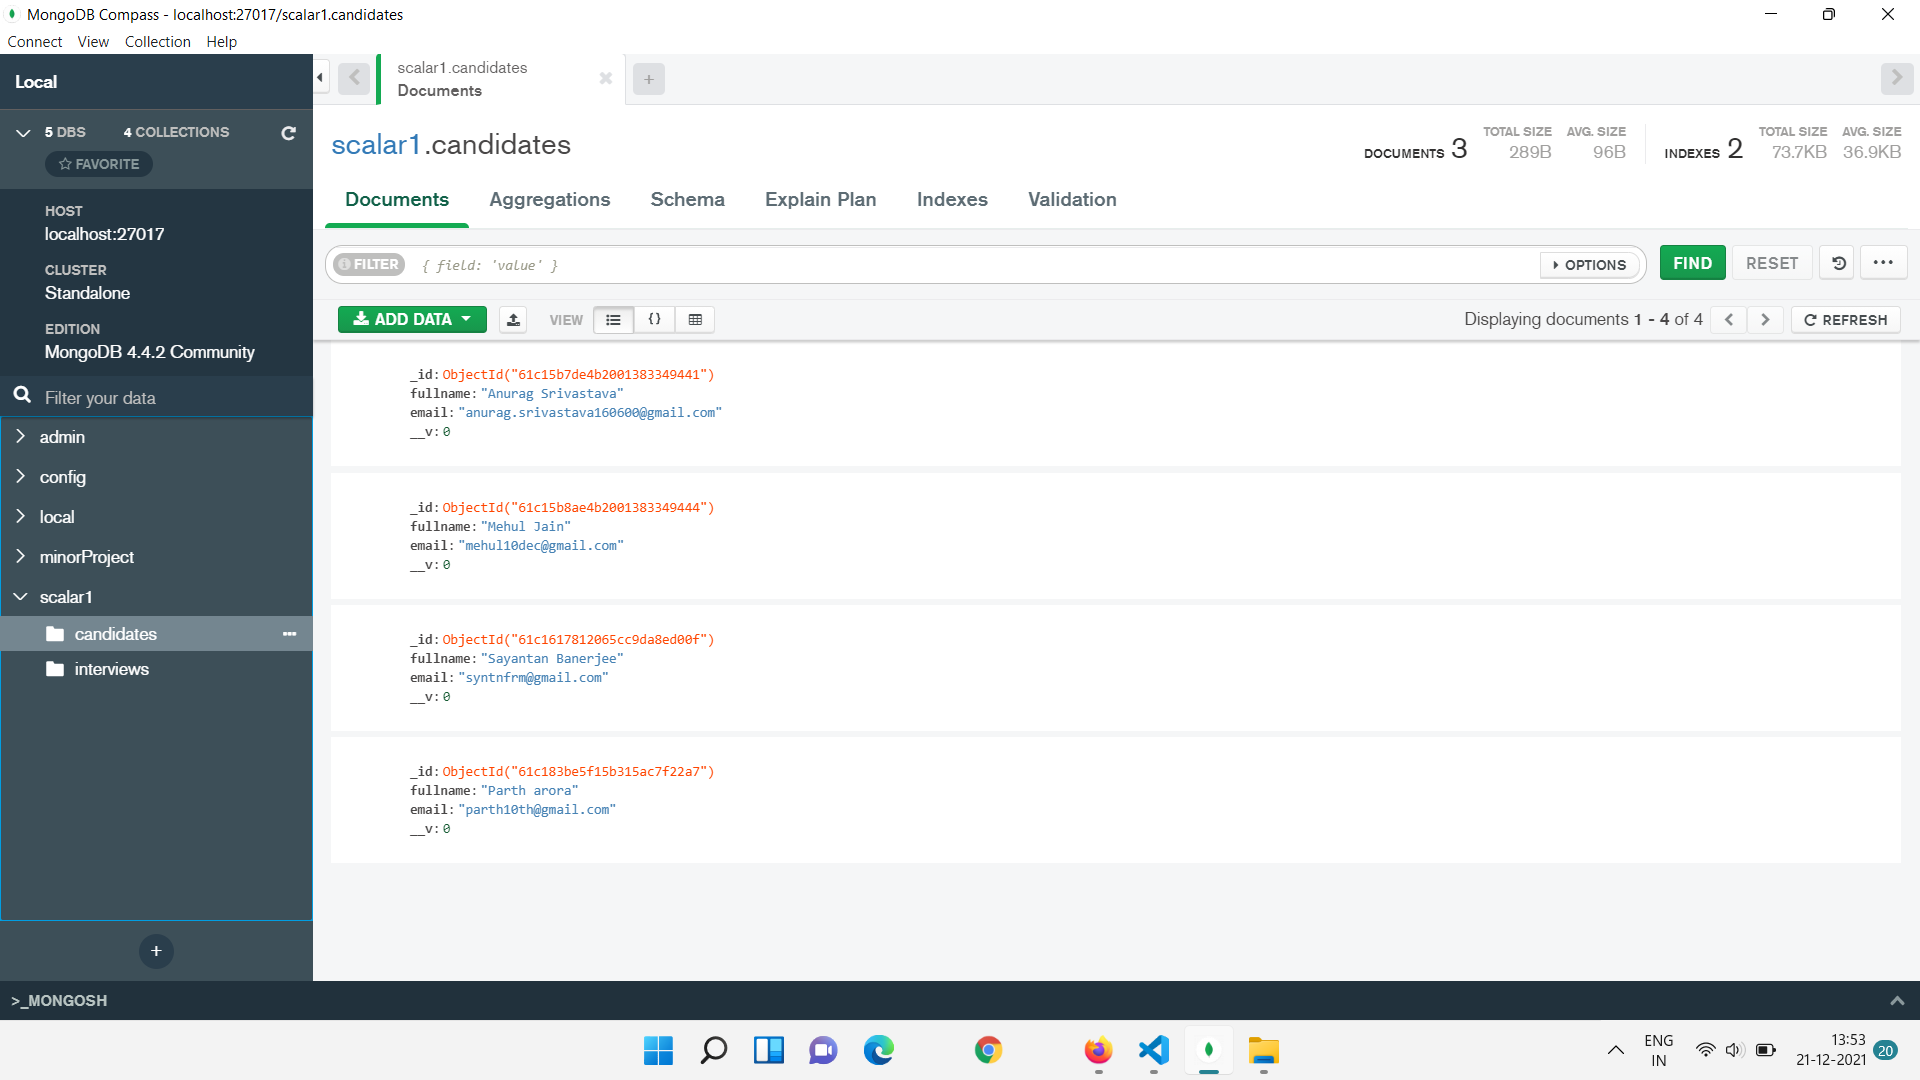 MongoDB Compass - localhost:27017/scalar1.candidates
Connect View Collection Help
Local
5 DBS 4 COLLECTIONS
FAVORITE
HOST
localhost:27017
CLUSTER
Standalone
EDITION
MongoDB 4.4.2 Community
Filter your data
admin
config
local
minorProject
scalar1
candidates
interviews
>_MONGOSH
scalar1.candidates
Documents
scalar1.candidates
DOCUMENTS 3 TOTAL SIZE 289B AVG. SIZE 96B INDEXES 2 TOTAL SIZE 73.7KB AVG. SIZE 36.9KB
Documents Aggregations Schema Explain Plan Indexes Validation
FILTER { field: 'value' } OPTIONS FIND RESET
ADD DATA VIEW {} Displaying documents 1 - 4 of 4 REFRESH
_id: ObjectId("61c15b7de4b2001383349441")
fullname: "Anurag Srivastava"
email: "anurag.srivastava160600@gmail.com"
__v: 0
_id: ObjectId("61c15b8ae4b2001383349444")
fullname: "Mehul Jain"
email: "mehul10dec@gmail.com"
__v: 0
_id: ObjectId("61c1617812065cc9da8ed00f")
fullname: "Sayantan Banerjee"
email: "syntnfrm@gmail.com"
__v: 0
_id: ObjectId("61c183be5f15b315ac7f22a7")
fullname: "Parth arora"
email: "parth10th@gmail.com"
__v: 0
ENG
IN
13:53
21-12-2021
20